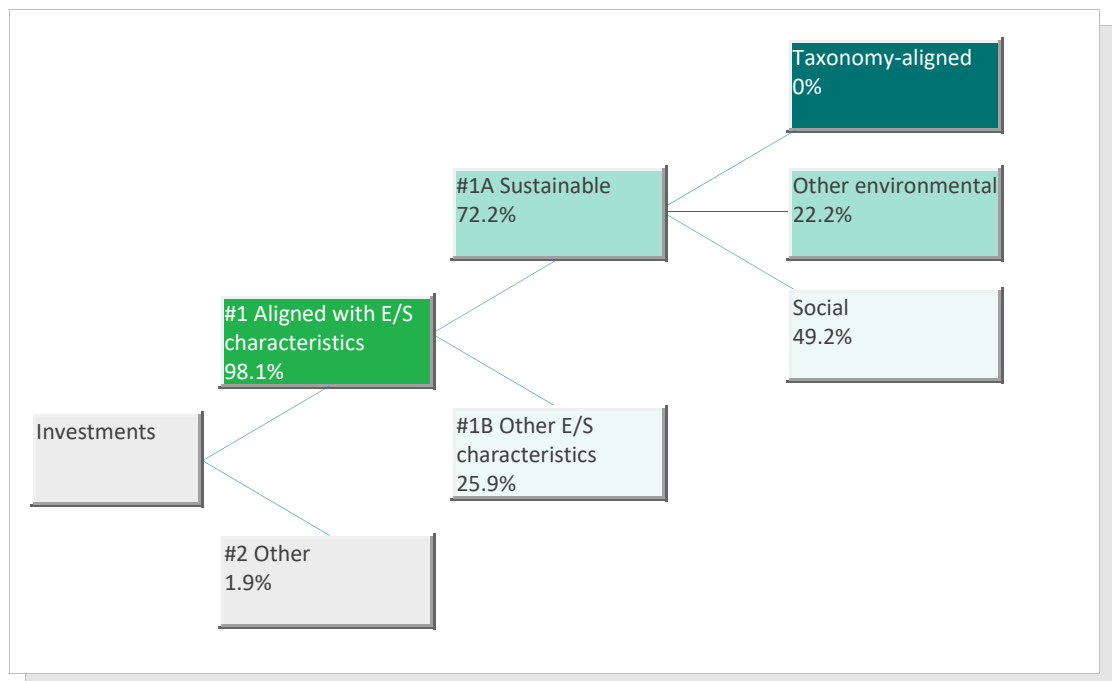 Taxonomy-aligned
0%
#1A Sustainable
72.2%
Other environmental
22.2%
Social
49.2%
#1 Aligned with E/S
characteristics
98.1%
#1B Other E/S
characteristics
25.9%
Investments
#2 Other
1.9%